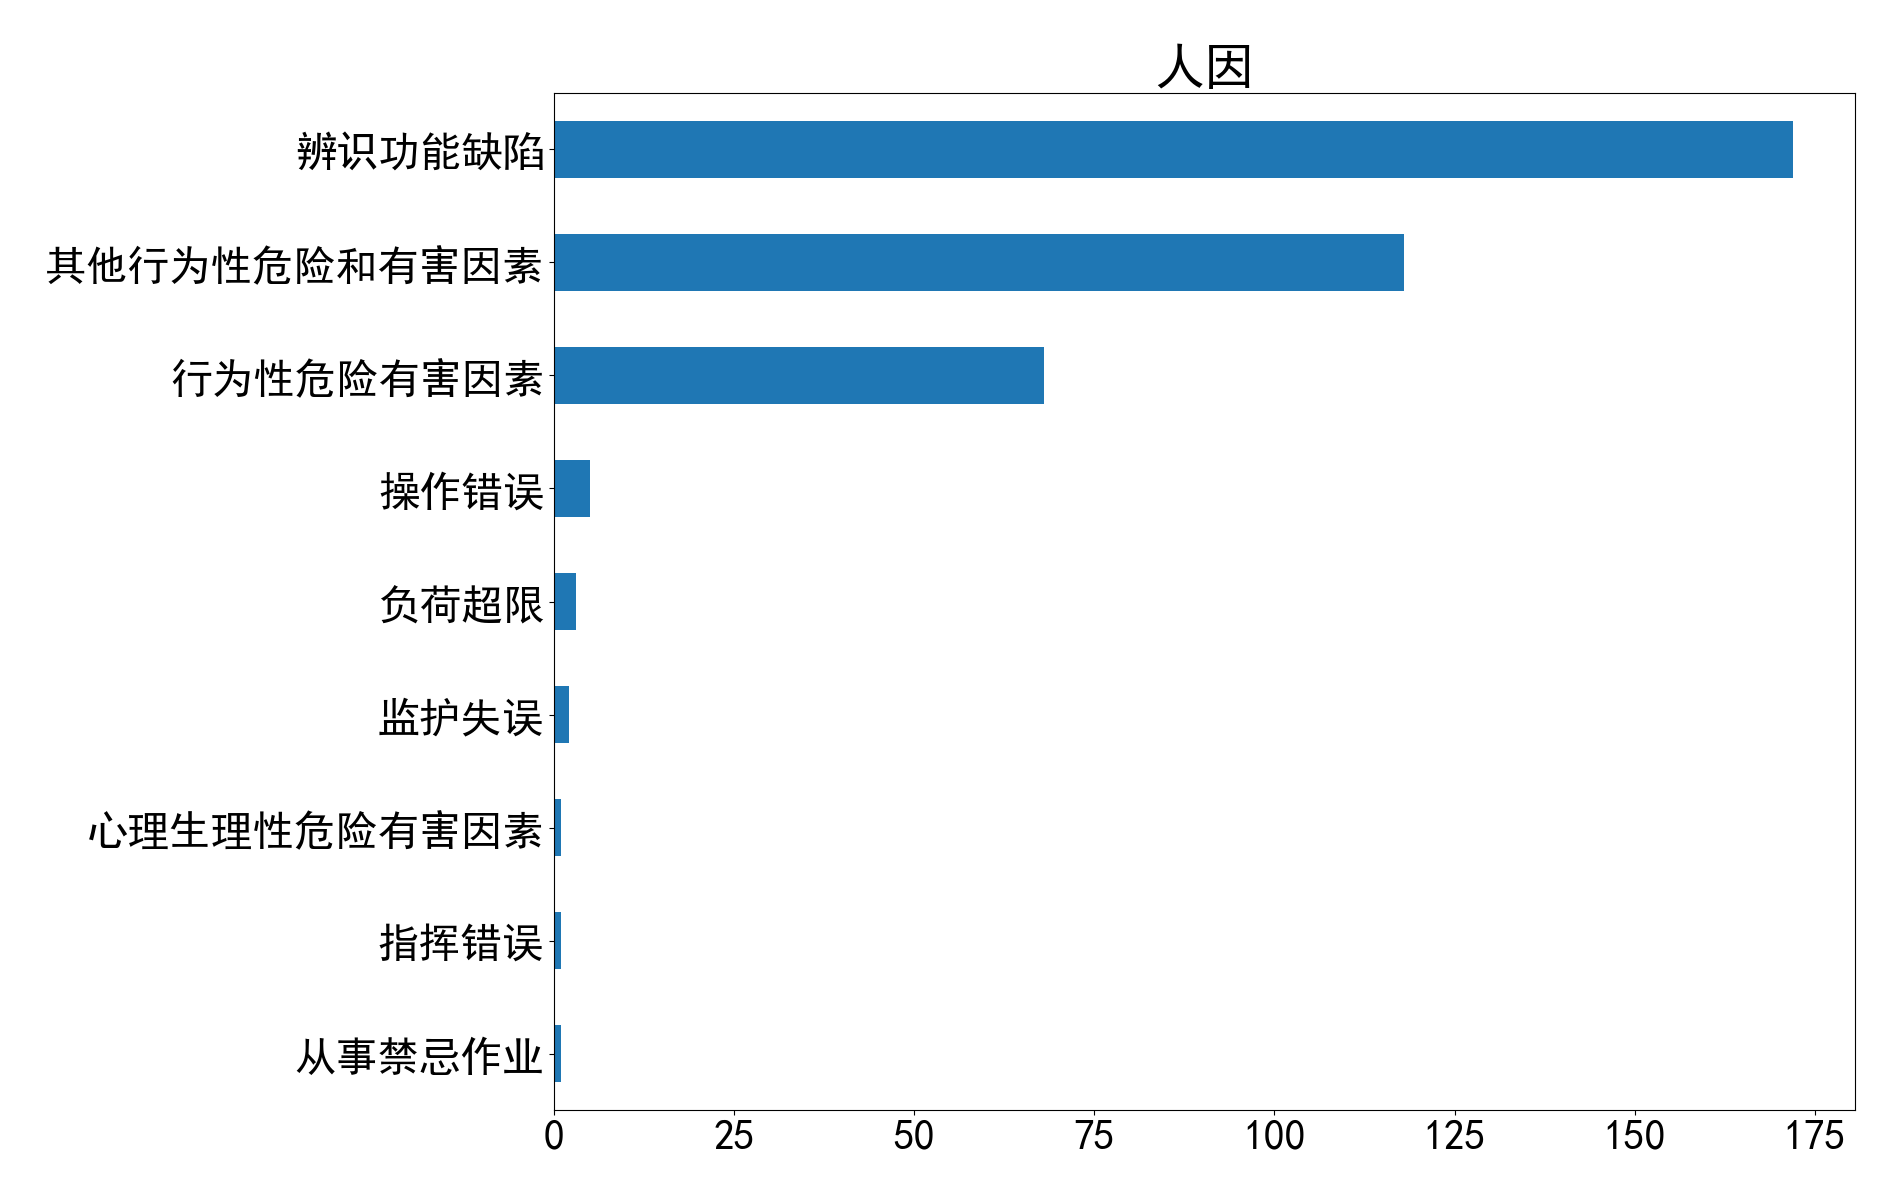 人因
辨识功能缺陷
其他行为性危险和有害因素
行为性危险有害因素
操作错误
负荷超限
监护失误
心理生理性危险有害因素
指挥错误
从事禁忌作业
0 25 50 75 100 125 150 175